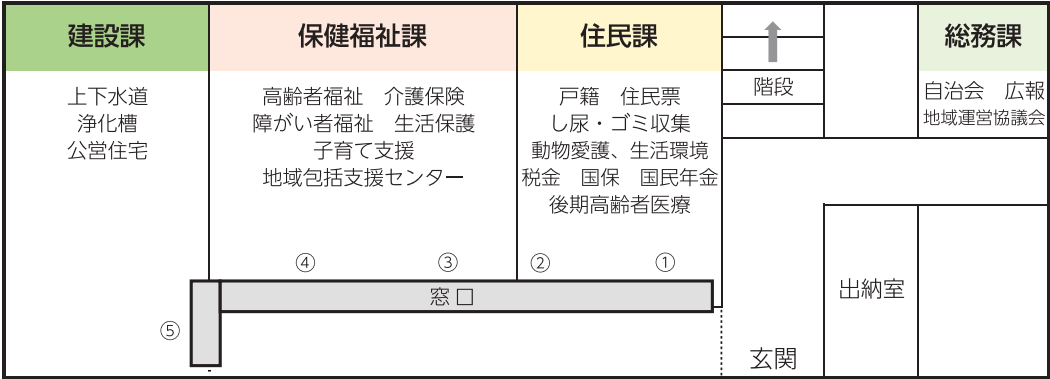 建設課
上下水道
浄化槽
公営住宅
保健福祉課
高齢者福祉　介護保険
障がい者福祉　生活保護
子育て支援
地域包括支援センター
住民課
戸籍　住民票
し尿・ゴミ収集
動物愛護、生活環境
税金　国保　国民年金
後期高齢者医療
階段
総務課
自治会　広報
地域運営協議会
④
③
②
①
窓口
⑤
出納室
玄関